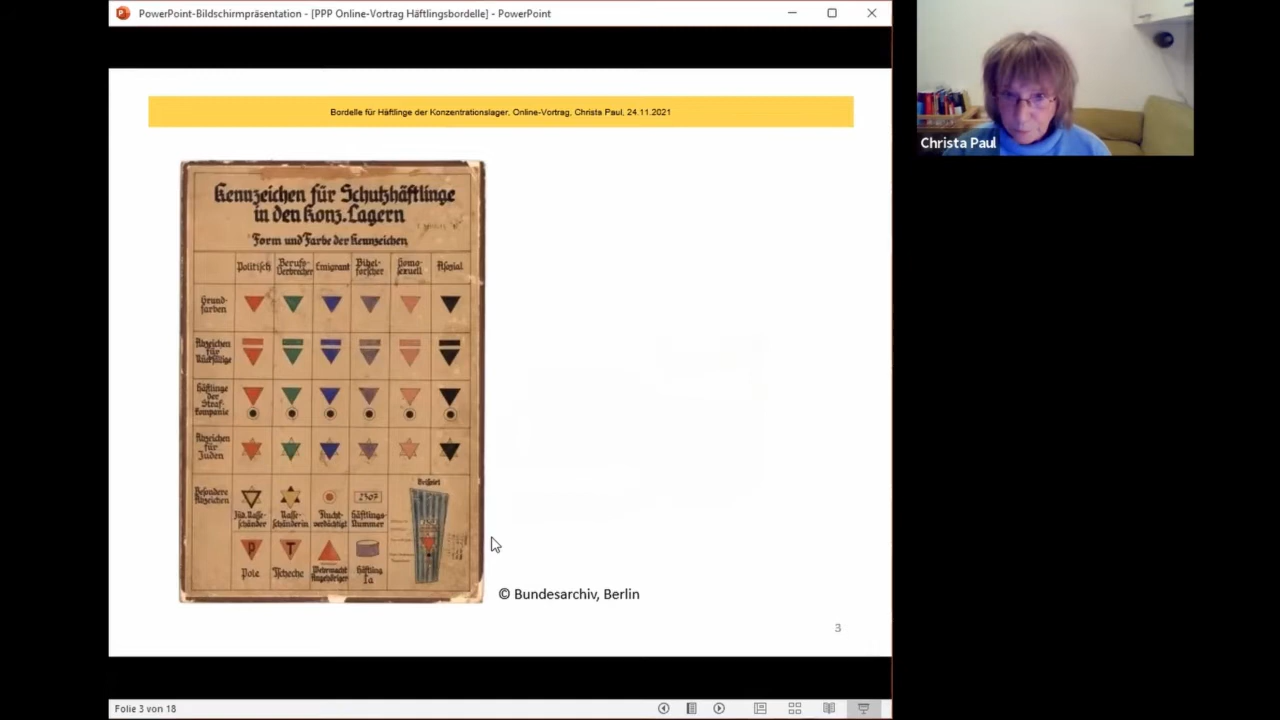 PowerPoint-Bildschirmpräsentation - [PPP Online-Vortrag Häftlingsbordelle] - PowerPoint
Bordelle für Häftlinge der Konzentrationslager, Online-Vortrag, Christa Paul, 24.11.2021
Kennzeichen für Schutzhäftlinge
in den Konz.Lagern
Form und Farbe der Kennzeichen
Politisch
Berufs-
Verbrecher
Emigrant
Bibel-
forscher
Homo-
sexuell
Asozial
Grund-
farben
Abzeichen
für
Rückfällige
Häftlinge
der
Straf-
kompanie
Abzeichen
für
Juden
Besondere
Abzeichen
Jüd. Rasse-
schänder
Rasse-
schänderin
Flucht-
verdächtigt
2307
Häftlings-
Nummer
Beispiel
P
Pole
T
Tscheche
Wehrmacht
Angehöriger
Häftling
Ia
© Bundesarchiv, Berlin
3
Folie 3 von 18
Christa Paul